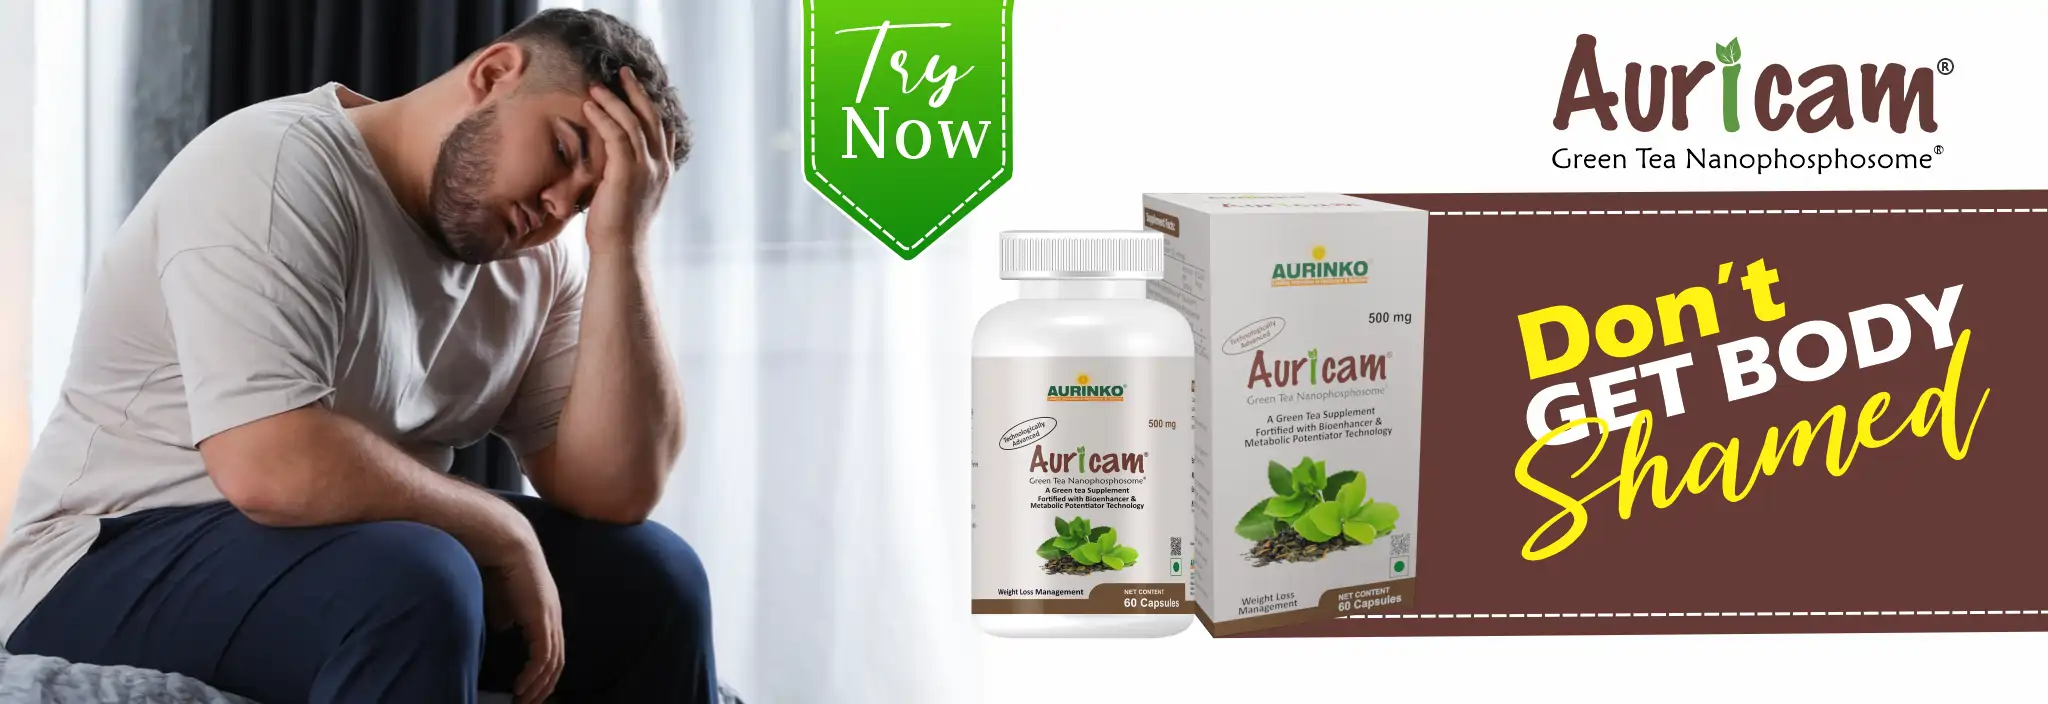 Try
Now
Auricam®
Green Tea Nanophosphosome®
Don't
GET BODY
Shamed
AURINKO®
Technologically
Advanced
500 mg
Auricam®
Green Tea Nanophosphosome®
A Green tea Supplement
Fortified with Bioenhancer &
Metabolic Potentiator Technology
Weight Loss Management
NET CONTENT
60 Capsules
Supplement Facts:
Auricam
AURINKO
500 mg
Technologically
Advanced
Auricam®
Green Tea Nanophosphosome®
A Green Tea Supplement
Fortified with Bioenhancer &
Metabolic Potentiator Technology
Weight Loss
Management
NET CONTENT
60 Capsules